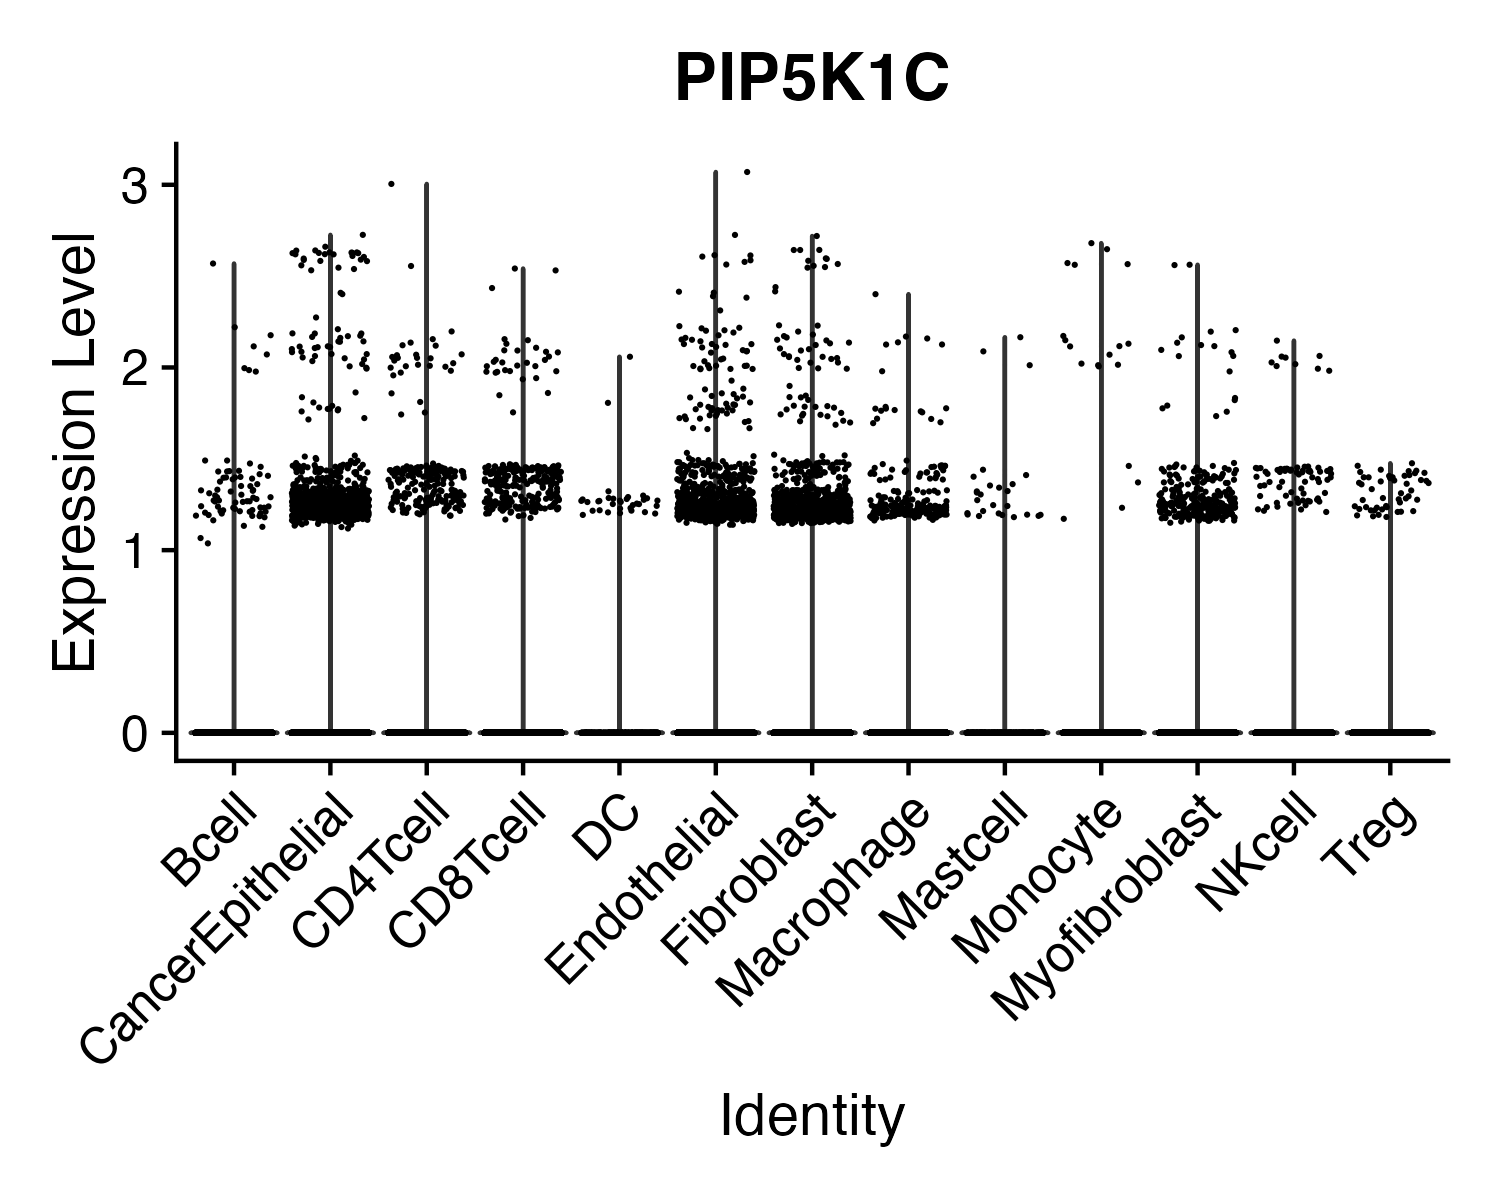 PIP5K1C
Expression Level
3
2
1
0
Bcell
CancerEpithelial
CD4Tcell
CD8Tcell
DC
Endothelial
Fibroblast
Macrophage
Mastcell
Monocyte
Myofibroblast
NKcell
Treg
Identity